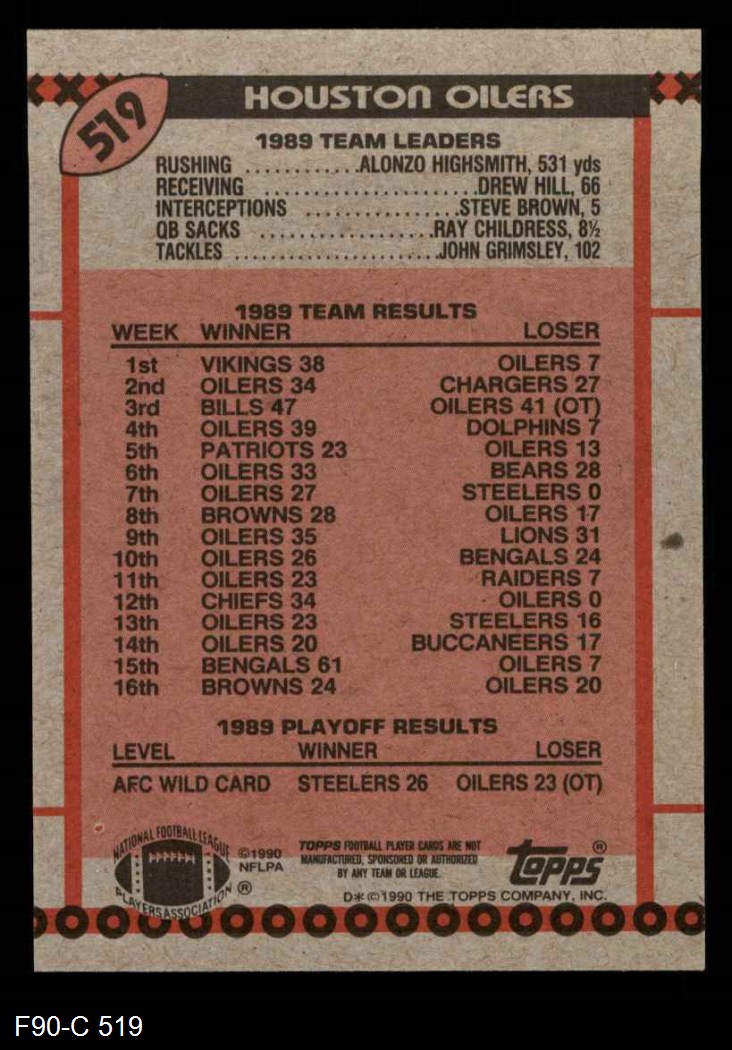 519
HOUSTON OILERS
1989 TEAM LEADERS
RUSHING ............ALONZO HIGHSMITH, 531 yds
RECEIVING ........................DREW HILL, 66
INTERCEPTIONS .................STEVE BROWN, 5
QB SACKS ...................RAY CHILDRESS, 8½
TACKLES .......................JOHN GRIMSLEY, 102
1989 TEAM RESULTS
WEEK WINNER LOSER
1st VIKINGS 38 OILERS 7
2nd OILERS 34 CHARGERS 27
3rd BILLS 47 OILERS 41 (OT)
4th OILERS 39 DOLPHINS 7
5th PATRIOTS 23 OILERS 13
6th OILERS 33 BEARS 28
7th OILERS 27 STEELERS 0
8th BROWNS 28 OILERS 17
9th OILERS 35 LIONS 31
10th OILERS 26 BENGALS 24
11th OILERS 23 RAIDERS 7
12th CHIEFS 34 OILERS 0
13th OILERS 23 STEELERS 16
14th OILERS 20 BUCCANEERS 17
15th BENGALS 61 OILERS 7
16th BROWNS 24 OILERS 20
1989 PLAYOFF RESULTS
LEVEL WINNER LOSER
AFC WILD CARD STEELERS 26 OILERS 23 (OT)
NATIONAL FOOTBALL LEAGUE
PLAYERS ASSOCIATION ®
©1990
NFLPA
TOPPS FOOTBALL PLAYER CARDS ARE NOT
MANUFACTURED, SPONSORED OR AUTHORIZED
BY ANY TEAM OR LEAGUE.
topps ®
D* ©1990 THE TOPPS COMPANY, INC.
F90-C 519